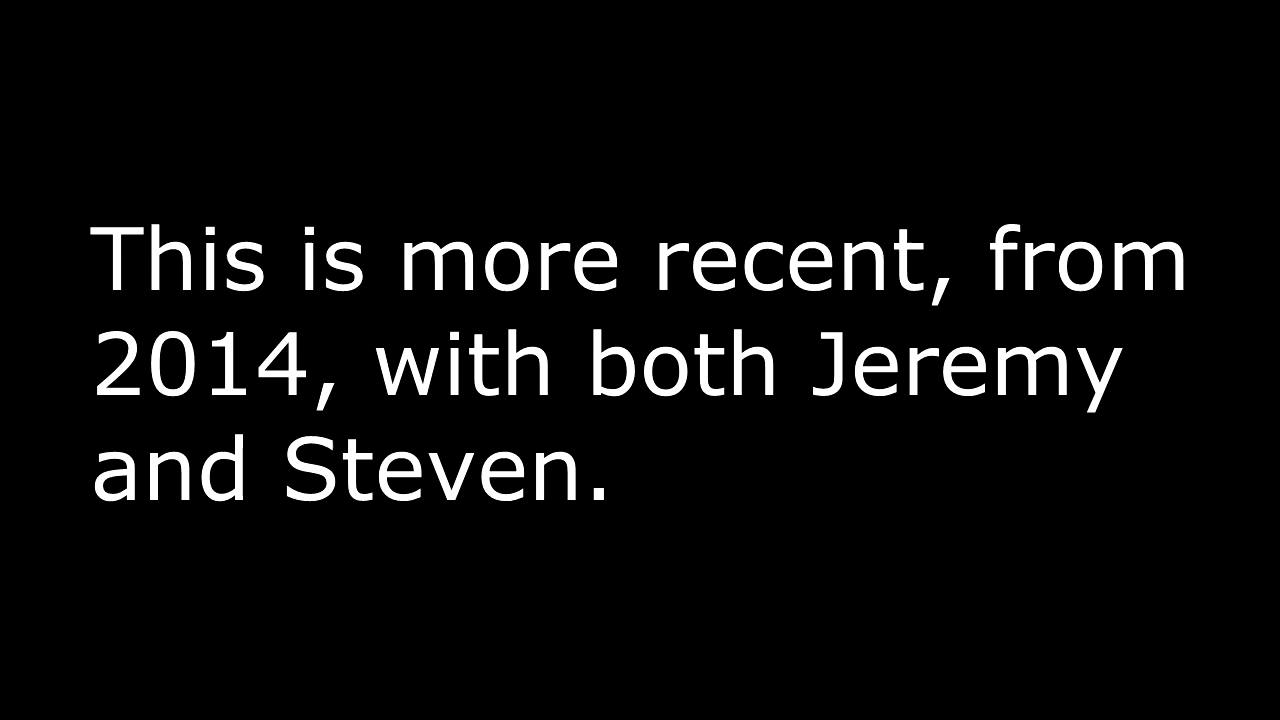 This is more recent, from
2014, with both Jeremy
and Steven.